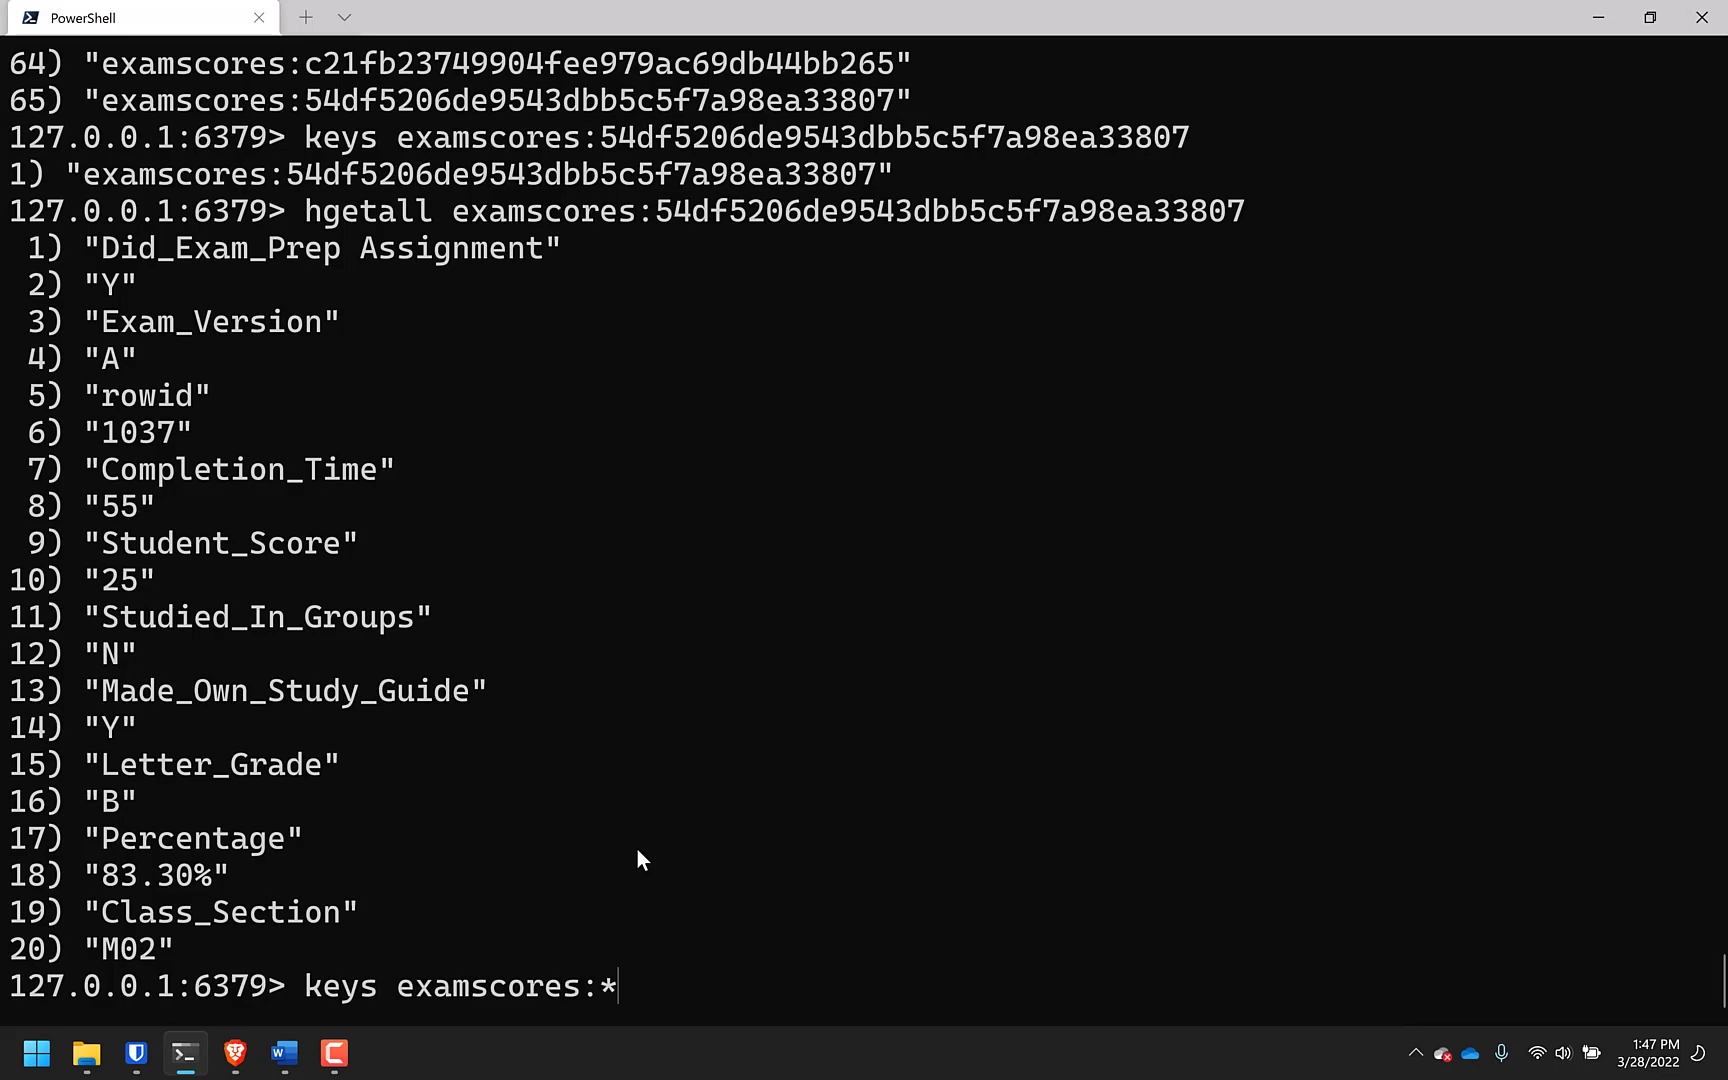 PowerShell
64) "examscores:c21fb23749904fee979ac69db44bb265"
65) "examscores:54df5206de9543dbb5c5f7a98ea33807"
127.0.0.1:6379> keys examscores:54df5206de9543dbb5c5f7a98ea33807
1) "examscores:54df5206de9543dbb5c5f7a98ea33807"
127.0.0.1:6379> hgetall examscores:54df5206de9543dbb5c5f7a98ea33807
1) "Did_Exam_Prep Assignment"
2) "Y"
3) "Exam_Version"
4) "A"
5) "rowid"
6) "1037"
7) "Completion_Time"
8) "55"
9) "Student_Score"
10) "25"
11) "Studied_In_Groups"
12) "N"
13) "Made_Own_Study_Guide"
14) "Y"
15) "Letter_Grade"
16) "B"
17) "Percentage"
18) "83.30%"
19) "Class_Section"
20) "M02"
127.0.0.1:6379> keys examscores:*
1:47 PM
3/28/2022